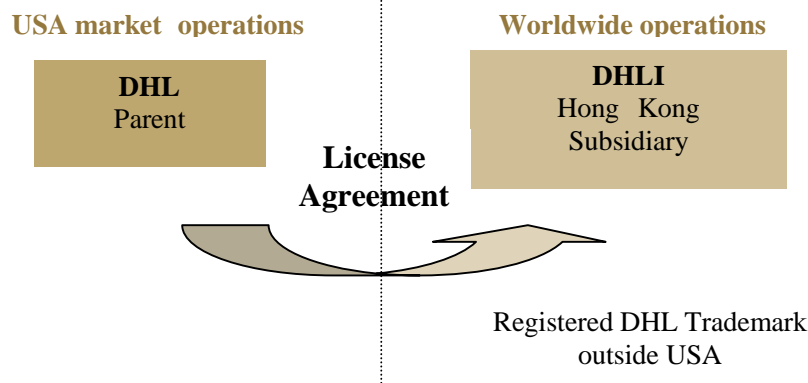 USA market operations
Worldwide operations
DHL
Parent
DHLI
Hong Kong
Subsidiary
License
Agreement
Registered DHL Trademark
outside USA